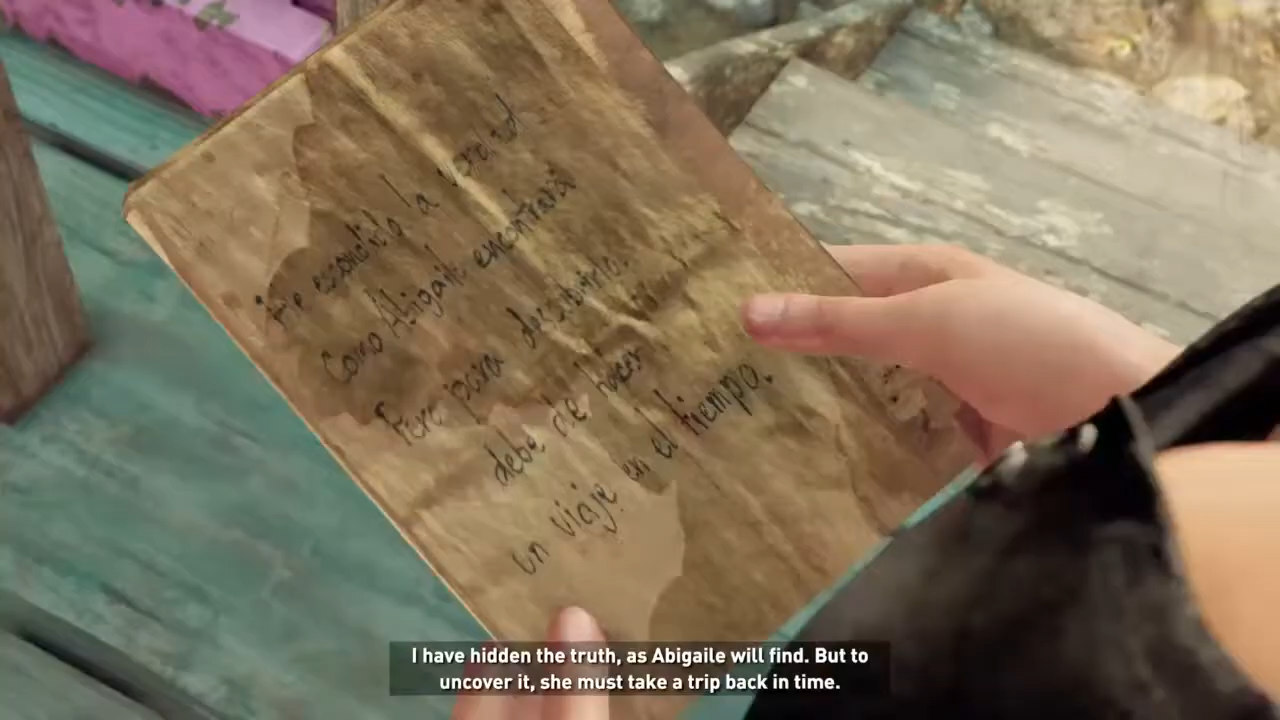 He escondido la verdad
Como Abigaile encontrará
Pero para descubrirlo.
debe de hacer
un viaje en el tiempo.
I have hidden the truth, as Abigaile will find. But to
uncover it, she must take a trip back in time.